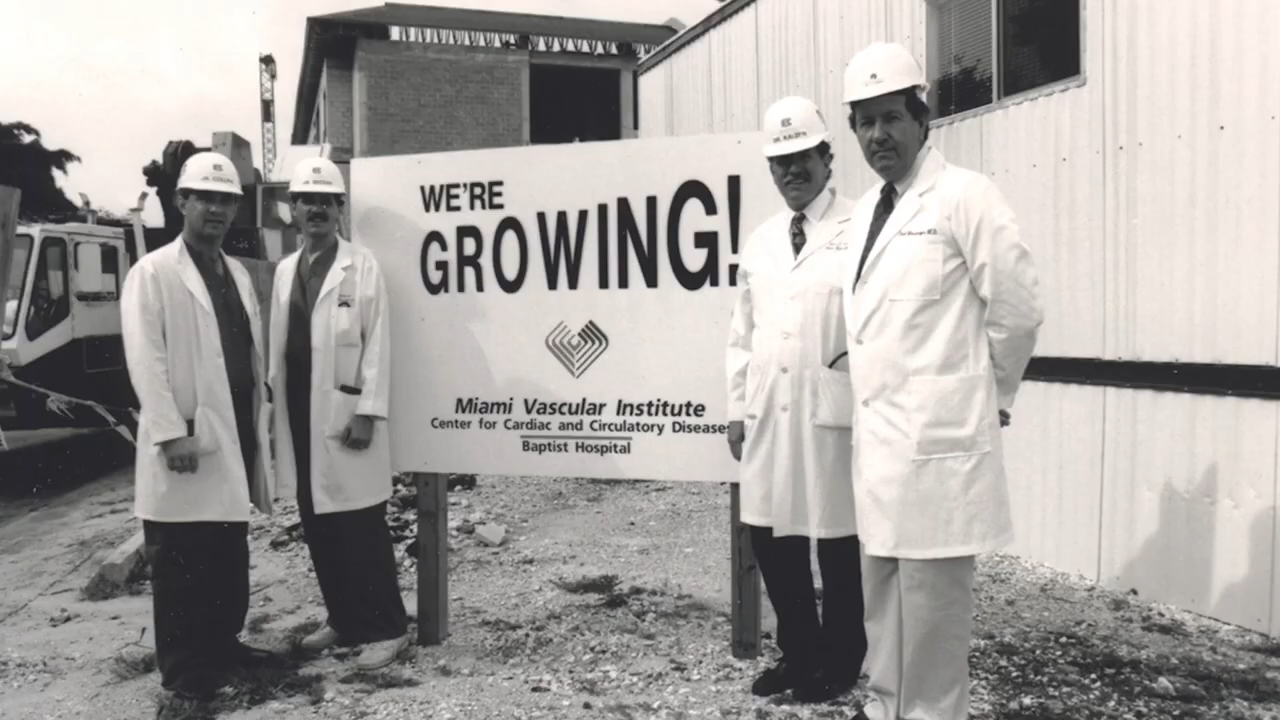 WE'RE
GROWING!
Miami Vascular Institute
Center for Cardiac and Circulatory Diseases
Baptist Hospital